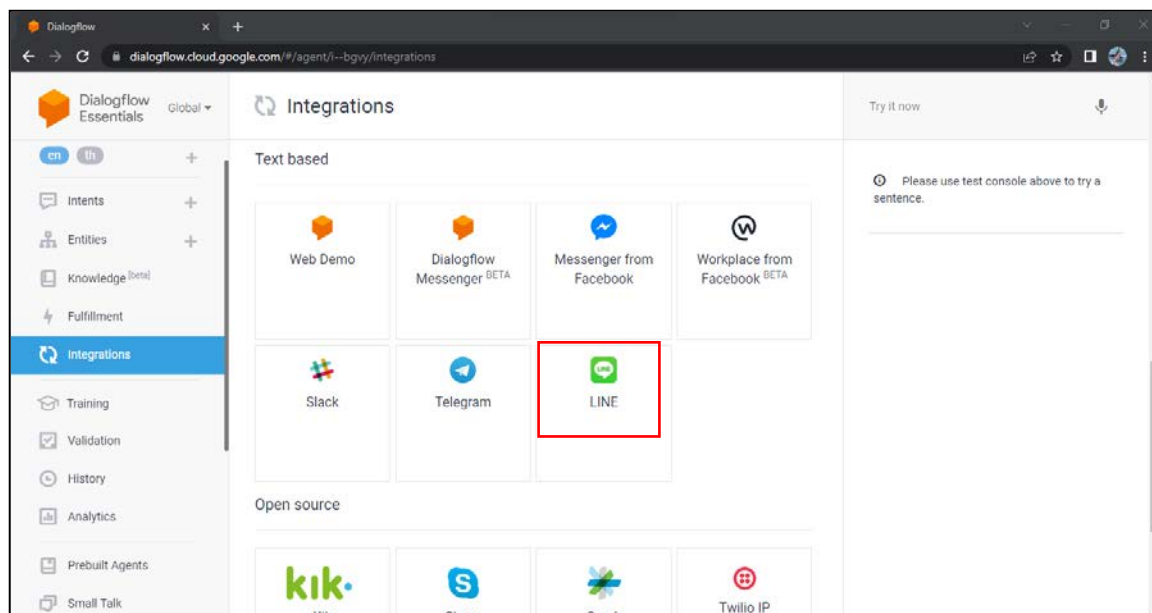 Dialogflow
dialogflow.cloud.google.com/#/agent/i--bgvy/integrations
Dialogflow
Essentials
Global
Integrations
Try it now
en th
Intents
Entities
Knowledge [beta]
Fulfillment
Integrations
Training
Validation
History
Analytics
Prebuilt Agents
Small Talk
Text based
Web Demo
Dialogflow
Messenger BETA
Messenger from
Facebook
Workplace from
Facebook BETA
Slack
Telegram
LINE
LINE
Open source
kik
S
Twilio IP
Please use test console above to try a
sentence.